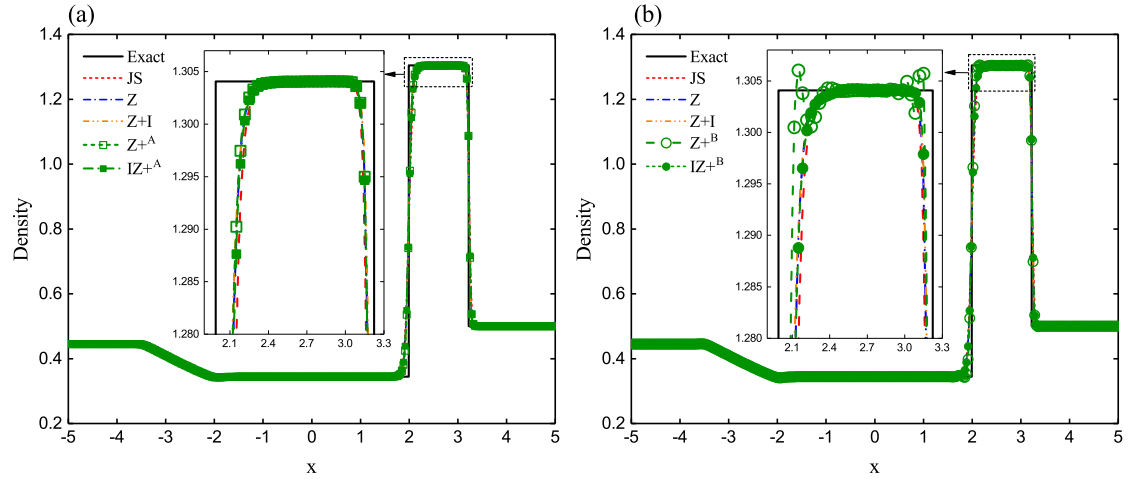 (a)
1.4
1.2
1.0
0.8
0.6
0.4
0.2
Density
Exact
JS
Z
Z+I
Z+ᴬ
IZ+ᴬ
1.305
1.300
1.295
1.290
1.285
1.280
2.1 2.4 2.7 3.0 3.3
-5 -4 -3 -2 -1 0 1 2 3 4 5
x
(b)
1.4
1.2
1.0
0.8
0.6
0.4
0.2
Density
Exact
JS
Z
Z+I
Z+ᴮ
IZ+ᴮ
1.305
1.300
1.295
1.290
1.285
1.280
2.1 2.4 2.7 3.0 3.3
-5 -4 -3 -2 -1 0 1 2 3 4 5
x